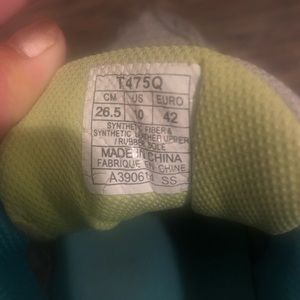 T475Q
CM US EURO
26.5 10 42
SYNTHETIC FIBER &
SYNTHETIC LEATHER UPPER
/ RUBBER SOLE
MADE IN CHINA
FABRIQUE EN CHINE
SS